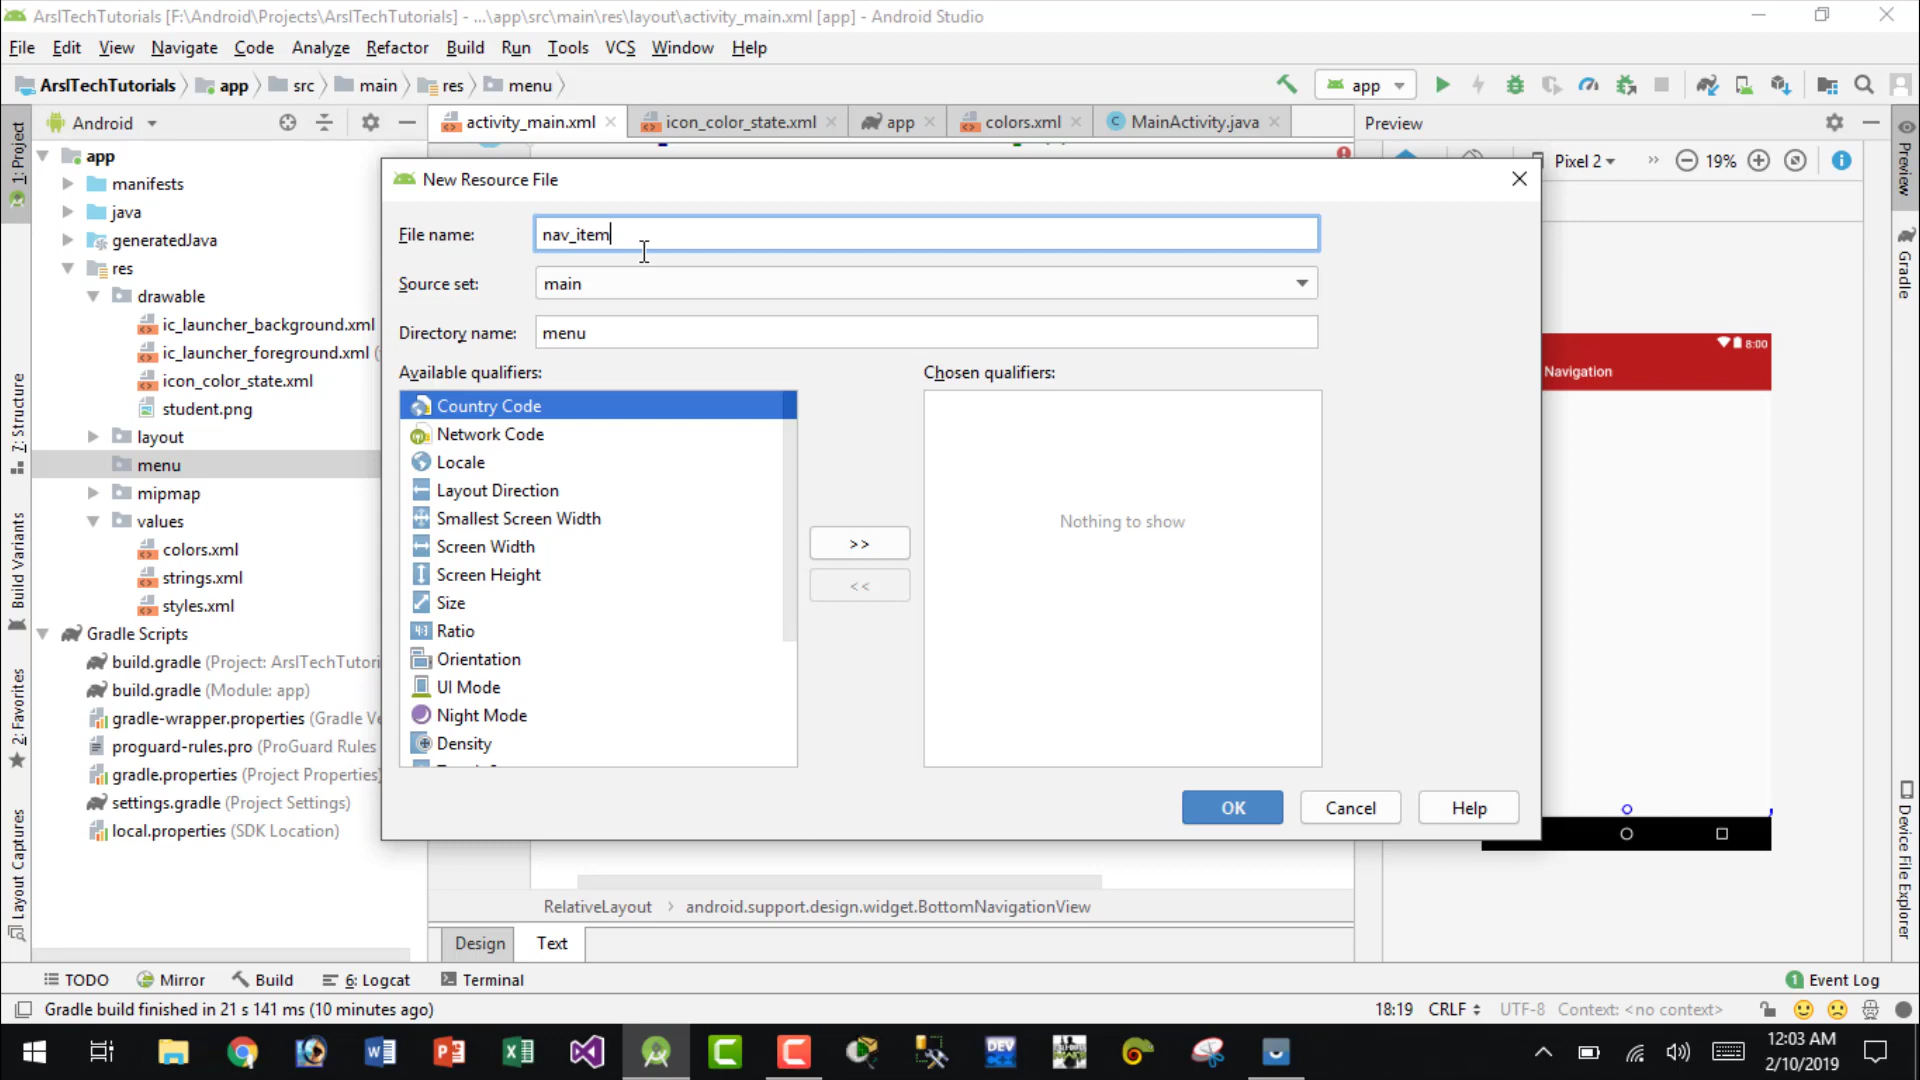 ArslTechTutorials [F:\Android\Projects\ArslTechTutorials] - ...\app\src\main\res\layout\activity_main.xml [app] - Android Studio
File Edit View Navigate Code Analyze Refactor Build Run Tools VCS Window Help
ArslTechTutorials app src main res menu app
Android activity_main.xml icon_color_state.xml app colors.xml MainActivity.java Preview
1: Project
7: Structure
Build Variants
2: Favorites
Layout Captures
app
manifests
java
generatedJava
res
drawable
ic_launcher_background.xml
ic_launcher_foreground.xml (
icon_color_state.xml
student.png
layout
menu
mipmap
values
colors.xml
strings.xml
styles.xml
Gradle Scripts
build.gradle (Project: ArslTechTutori
build.gradle (Module: app)
gradle-wrapper.properties (Gradle Ve
proguard-rules.pro (ProGuard Rules
gradle.properties (Project Properties)
settings.gradle (Project Settings)
local.properties (SDK Location)
New Resource File
File name: nav_item
Source set: main
Directory name: menu
Available qualifiers: Chosen qualifiers:
Country Code
Network Code
Locale
Layout Direction
Smallest Screen Width
Screen Width
Screen Height
Size
Ratio
Orientation
UI Mode
Night Mode
Density
>>
<<
Nothing to show
OK Cancel Help
Pixel 2 19%
8:00
Navigation
Preview
Gradle
Device File Explorer
RelativeLayout > android.support.design.widget.BottomNavigationView
Design Text
TODO Mirror Build 6: Logcat Terminal 1 Event Log
Gradle build finished in 21 s 141 ms (10 minutes ago) 18:19 CRLF UTF-8 Context: <no context>
DEV
12:03 AM
2/10/2019